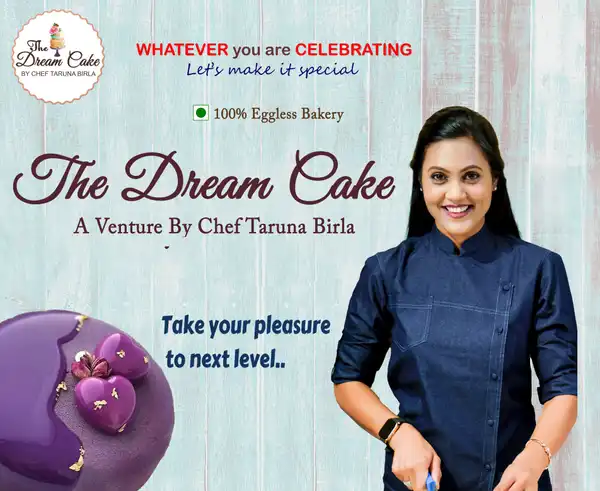 The
Dream Cake
BY CHEF TARUNA BIRLA
WHATEVER you are CELEBRATING
Let's make it special
100% Eggless Bakery
The Dream Cake
A Venture By Chef Taruna Birla
Take your pleasure
to next level..